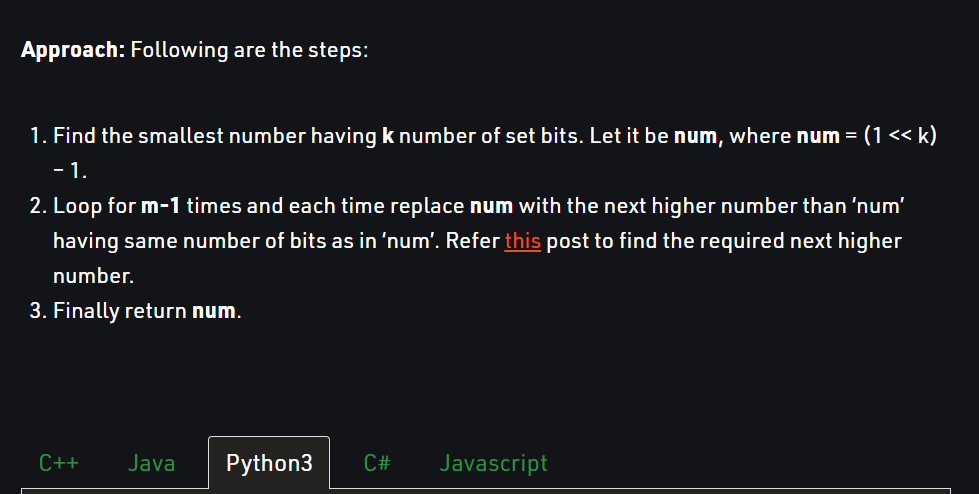 Approach: Following are the steps:
1. Find the smallest number having k number of set bits. Let it be num, where num = (1 << k)
– 1.
2. Loop for m-1 times and each time replace num with the next higher number than ‘num’
having same number of bits as in ‘num’. Refer this post to find the required next higher
number.
3. Finally return num.
C++ Java Python3 C# Javascript